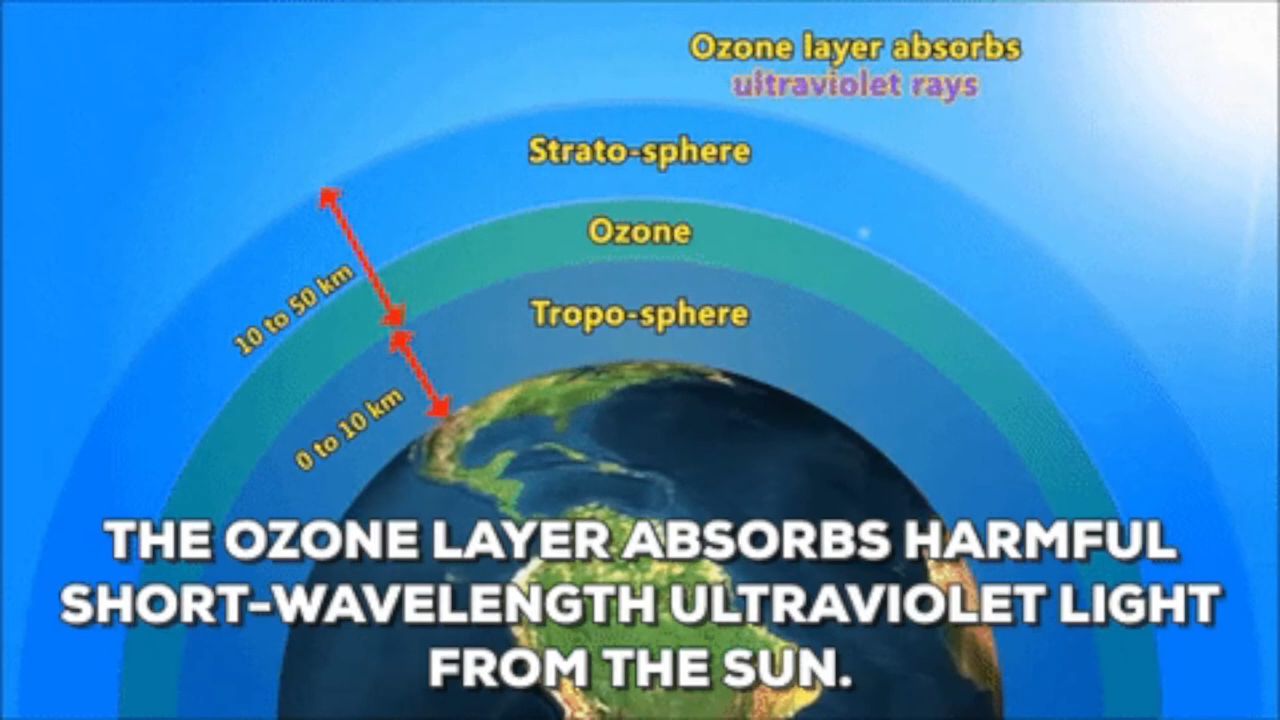 Ozone layer absorbs
ultraviolet rays
Strato-sphere
Ozone
10 to 50 km
Tropo-sphere
0 to 10 km
THE OZONE LAYER ABSORBS HARMFUL
SHORT-WAVELENGTH ULTRAVIOLET LIGHT
FROM THE SUN.